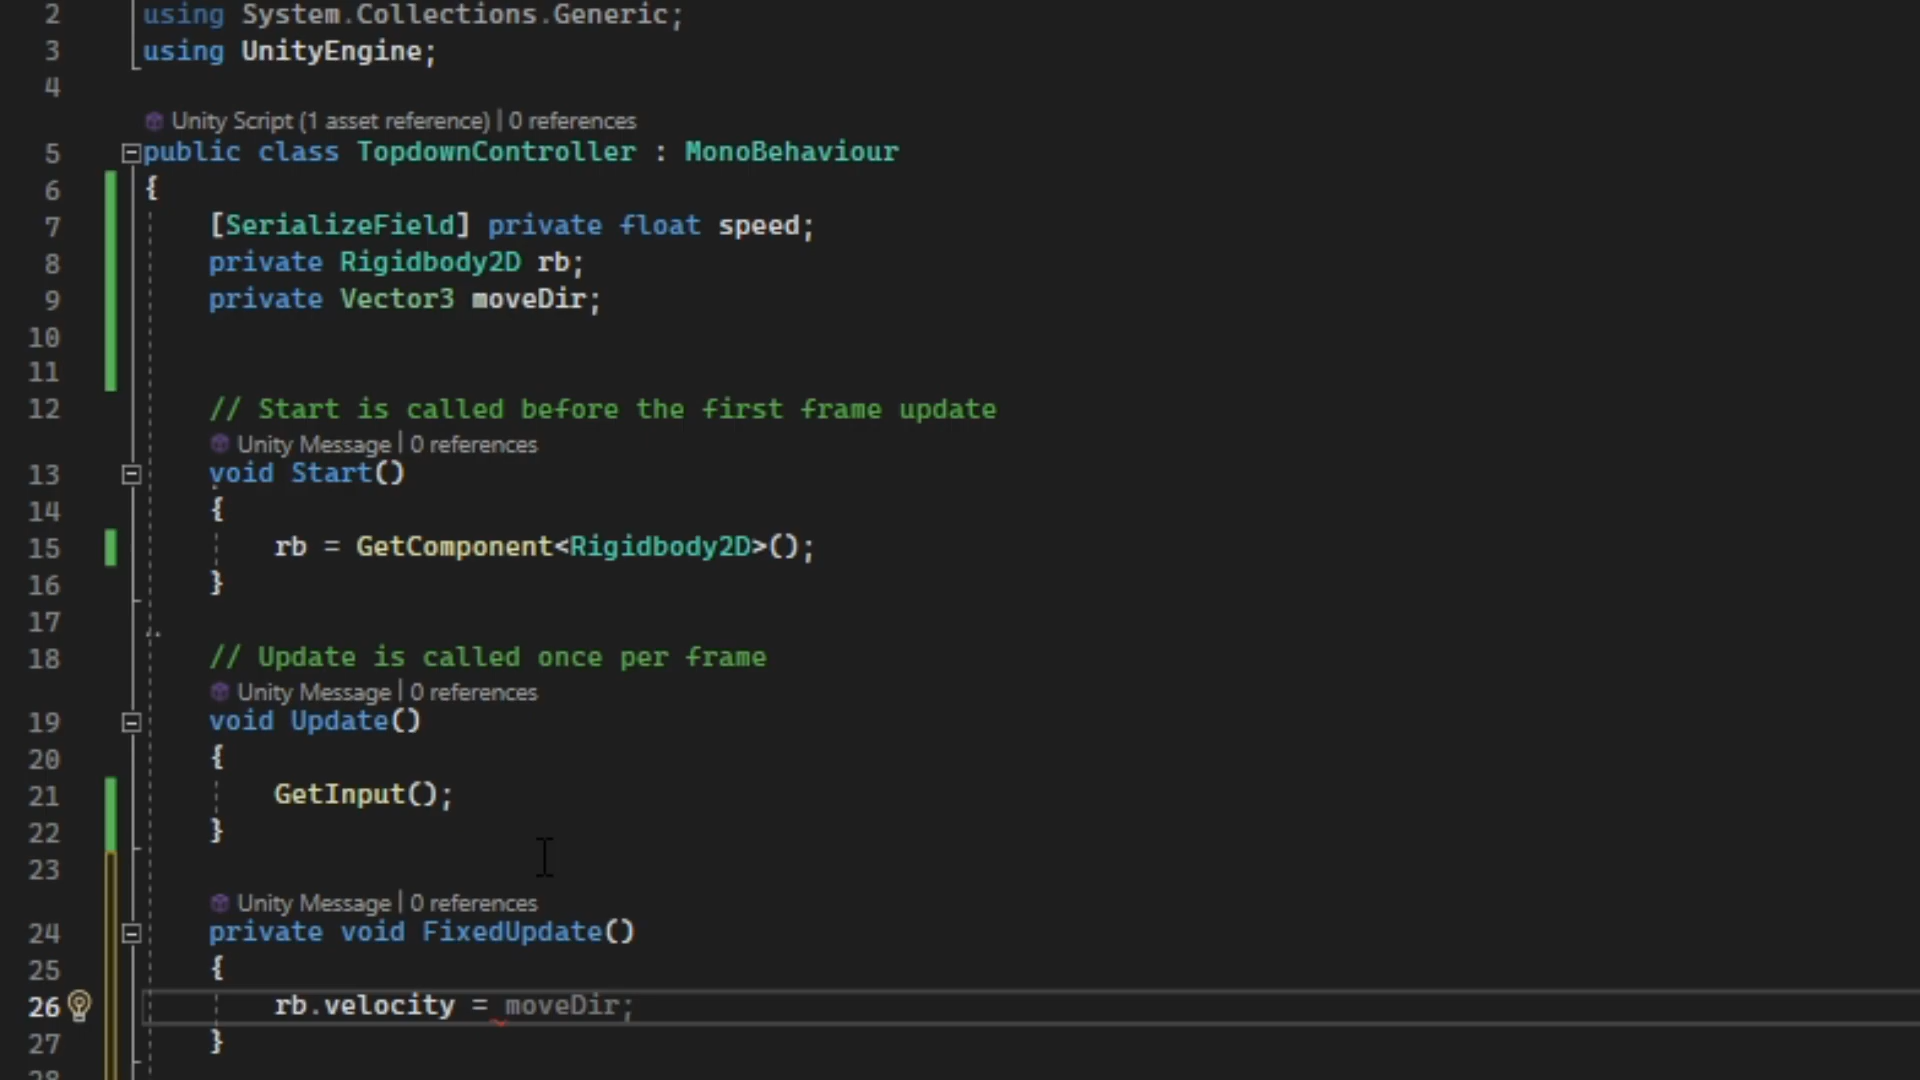 2 using System.Collections.Generic;
3 using UnityEngine;
4
Unity Script (1 asset reference) | 0 references
5 public class TopdownController : MonoBehaviour
6 {
7 [SerializeField] private float speed;
8 private Rigidbody2D rb;
9 private Vector3 moveDir;
10
11
12 // Start is called before the first frame update
Unity Message | 0 references
13 void Start()
14 {
15 rb = GetComponent<Rigidbody2D>();
16 }
17
18 // Update is called once per frame
Unity Message | 0 references
19 void Update()
20 {
21 GetInput();
22 }
23
Unity Message | 0 references
24 private void FixedUpdate()
25 {
26 rb.velocity = moveDir;
27 }
28